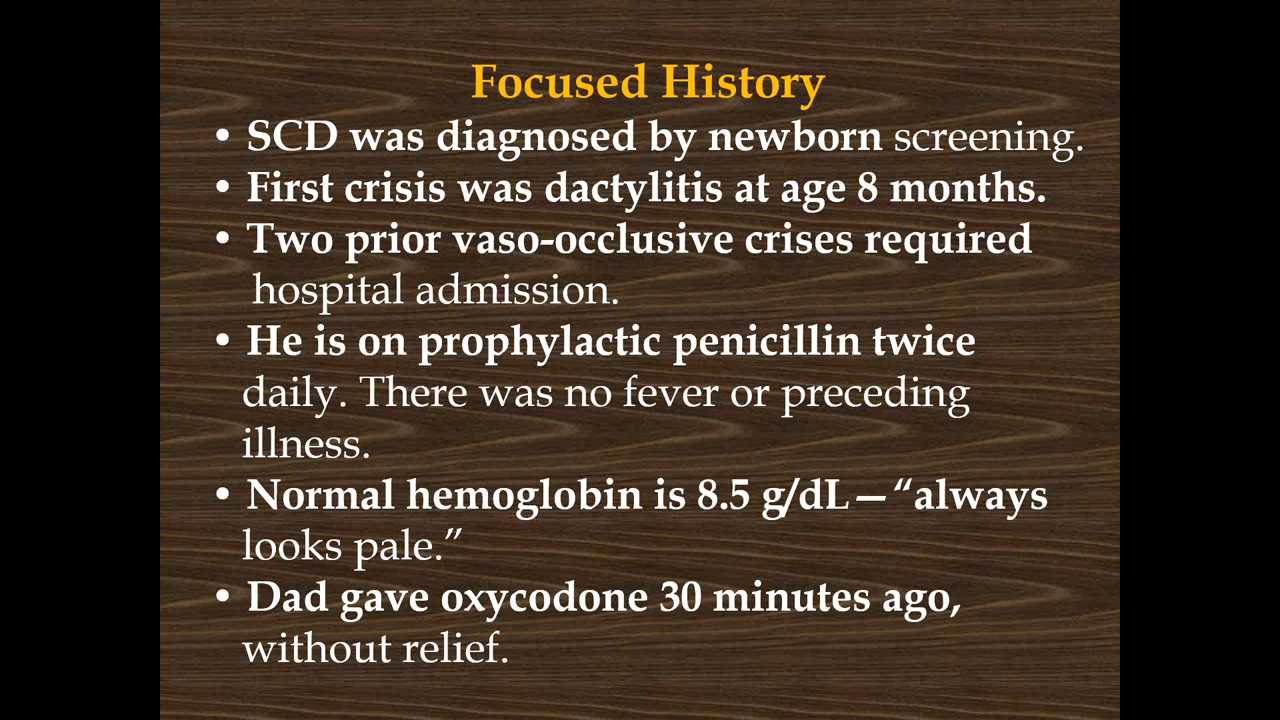 Focused History
• SCD was diagnosed by newborn screening.
• First crisis was dactylitis at age 8 months.
• Two prior vaso-occlusive crises required
hospital admission.
• He is on prophylactic penicillin twice
daily. There was no fever or preceding
illness.
• Normal hemoglobin is 8.5 g/dL—“always
looks pale.”
• Dad gave oxycodone 30 minutes ago,
without relief.